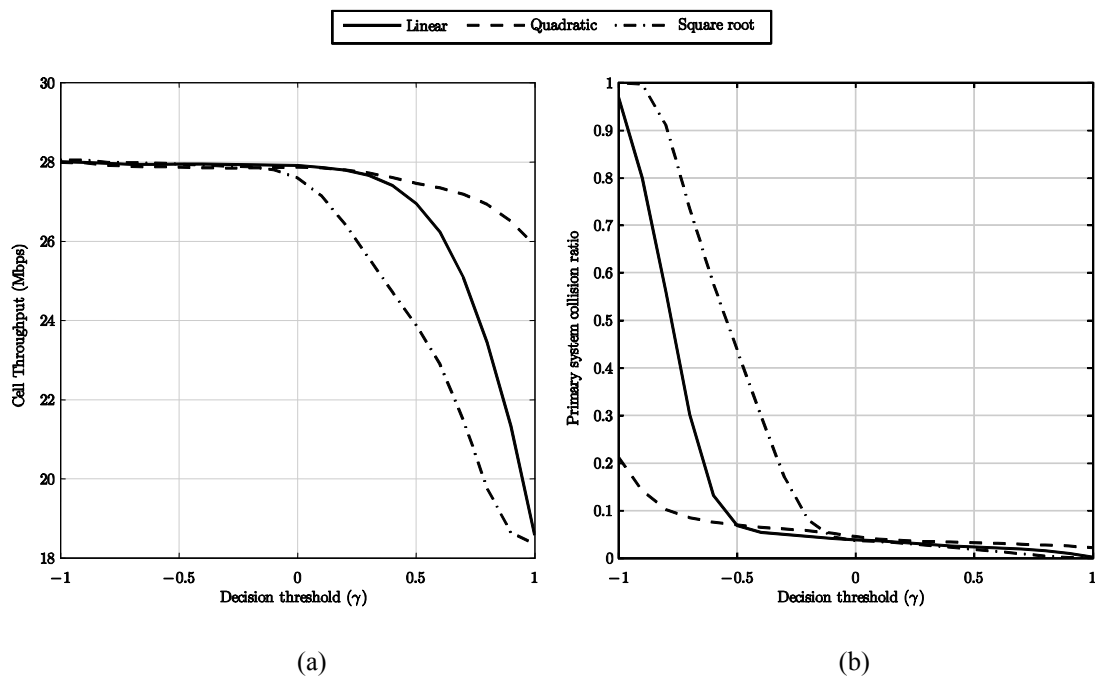 Linear Quadratic Square root
30
28
26
24
22
20
18
−1 −0.5 0 0.5 1
Cell Throughput (Mbps)
Decision threshold (γ)
(a)
1
0.9
0.8
0.7
0.6
0.5
0.4
0.3
0.2
0.1
0
−1 −0.5 0 0.5 1
Primary system collision ratio
Decision threshold (γ)
(b)